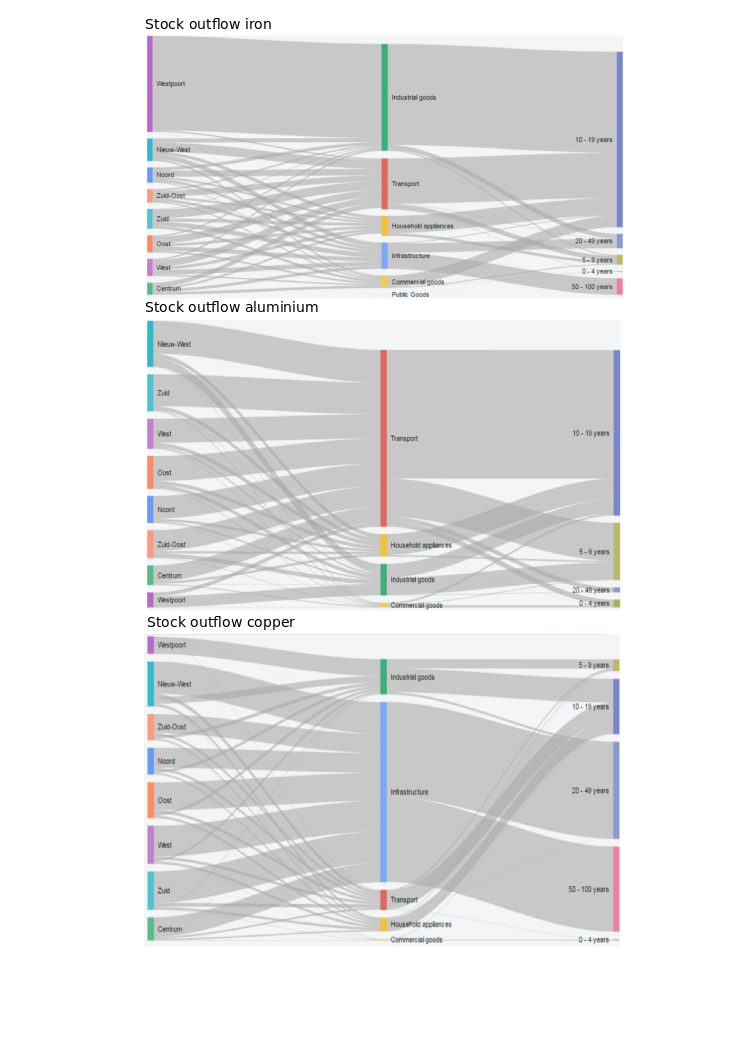 Stock outflow iron
Westpoort
Industrial goods
10 - 19 years
Nieuw-West
Noord
Transport
Zuid-Oost
Zuid
Household appliances
20 - 49 years
Oost
Infrastructure
5 - 9 years
West
0 - 4 years
Commercial goods
50 - 100 years
Centrum
Public Goods
Stock outflow aluminium
Nieuw-West
Zuid
West
Transport
10 - 19 years
Oost
Noord
Zuid-Oost
Household appliances
5 - 9 years
Centrum
Industrial goods
20 - 49 years
Westpoort
Commercial goods
0 - 4 years
Stock outflow copper
Westpoort
5 - 9 years
Industrial goods
Nieuw-West
10 - 19 years
Zuid-Oost
Noord
Infrastructure
20 - 49 years
Oost
West
Zuid
50 - 100 years
Transport
Household appliances
Centrum
Commercial goods
0 - 4 years